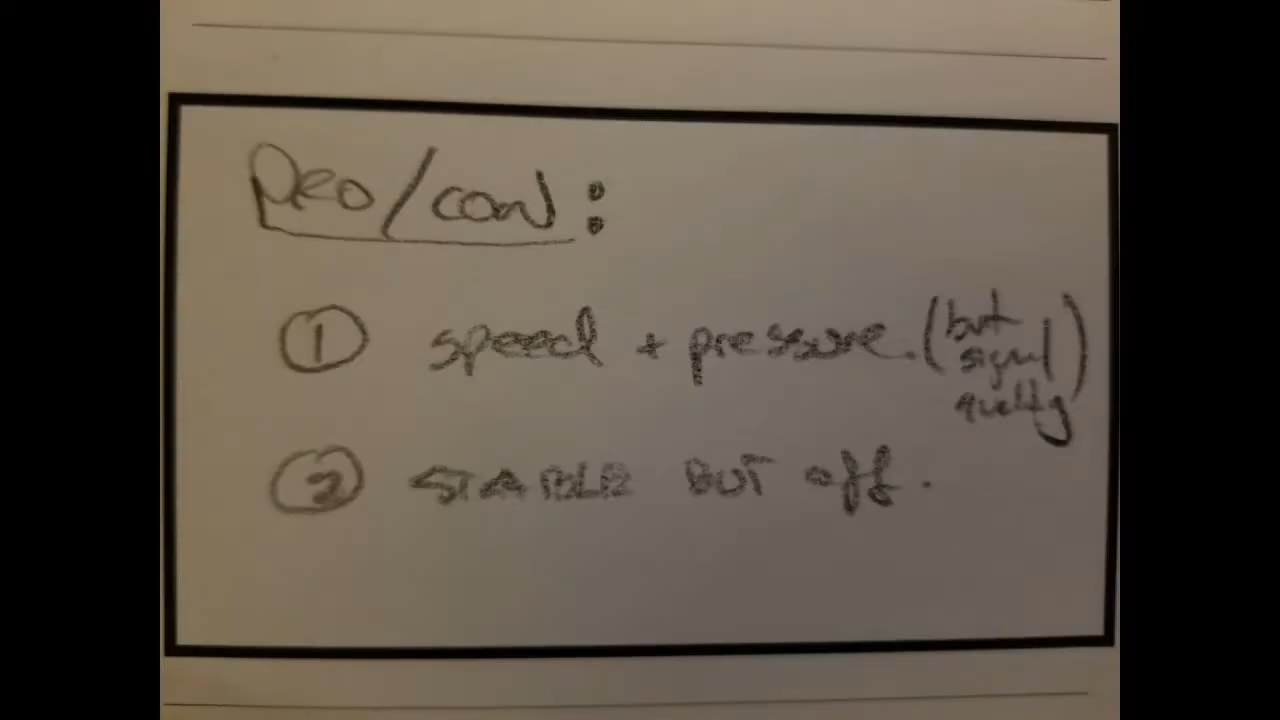 Pro/con:
1 speed + pressure. (but signal quality)
2 STABLE BUT off.